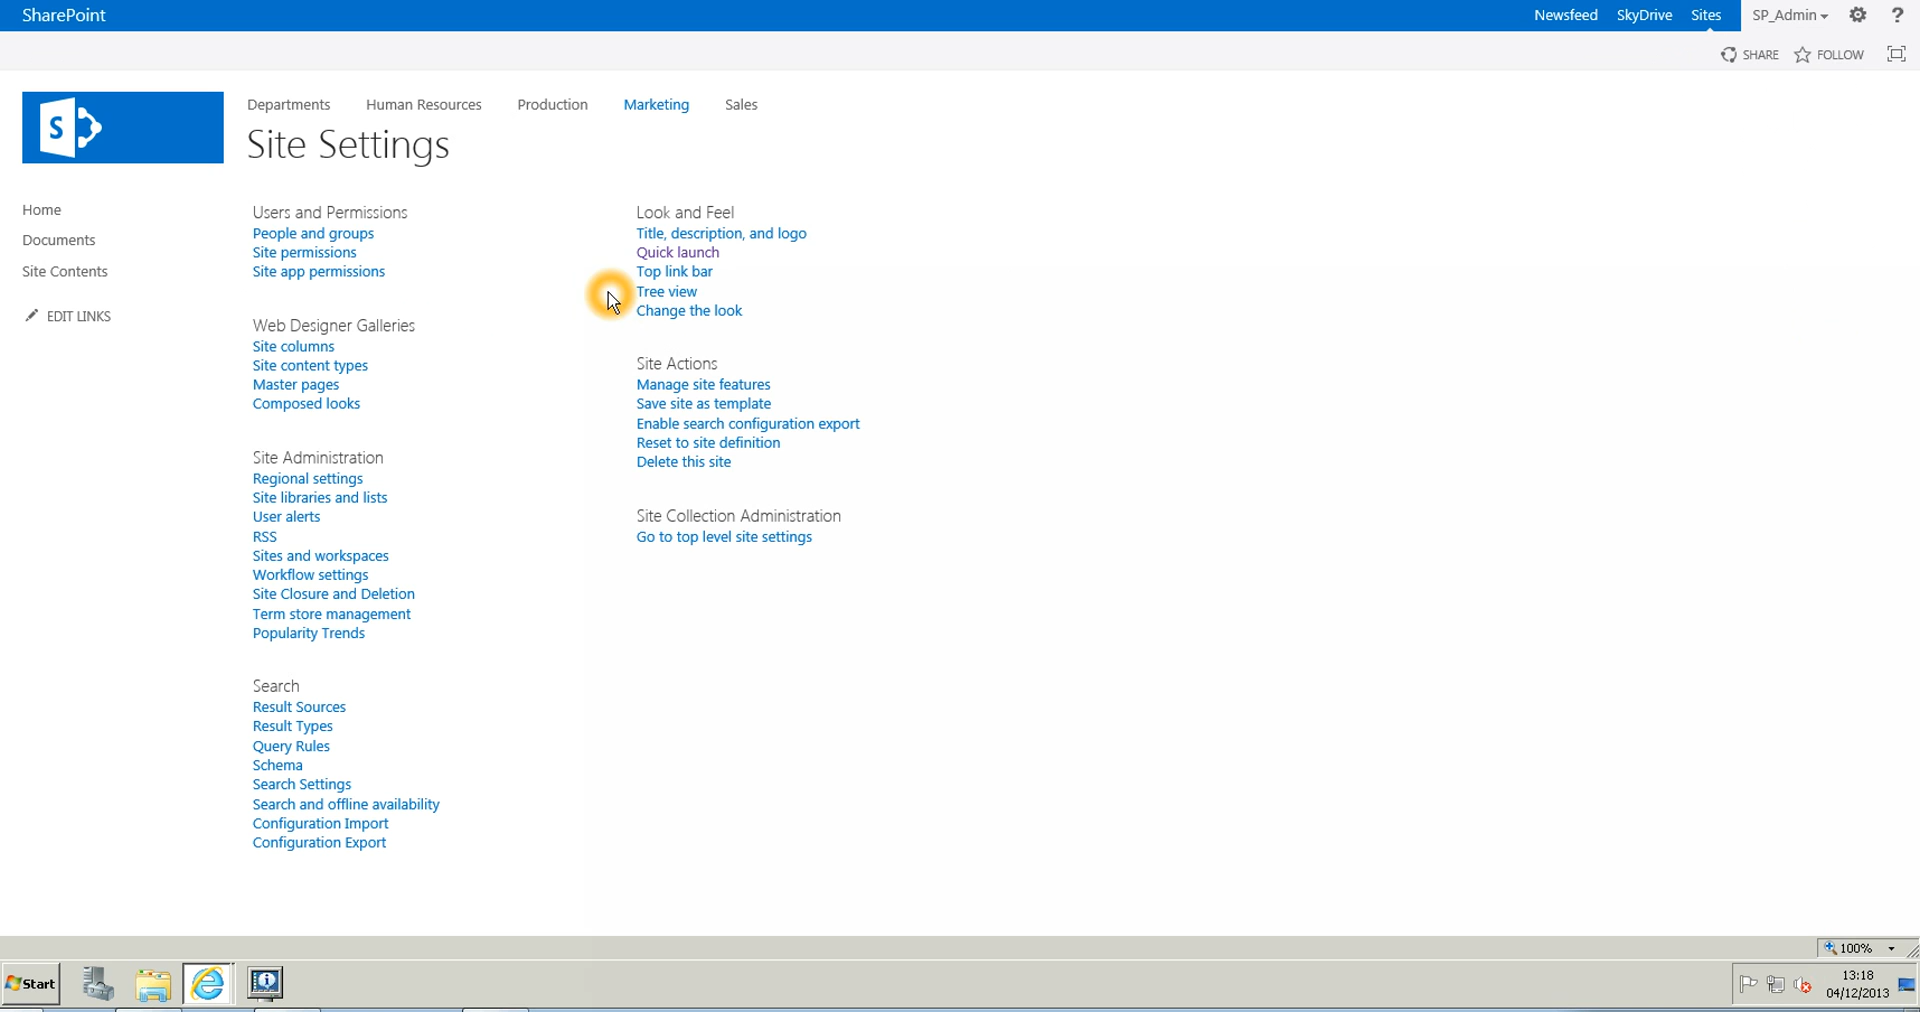 SharePoint
Newsfeed SkyDrive Sites SP_Admin ?
SHARE FOLLOW
S
Departments Human Resources Production Marketing Sales
Site Settings
Home
Documents
Site Contents
EDIT LINKS
Users and Permissions
People and groups
Site permissions
Site app permissions
Web Designer Galleries
Site columns
Site content types
Master pages
Composed looks
Site Administration
Regional settings
Site libraries and lists
User alerts
RSS
Sites and workspaces
Workflow settings
Site Closure and Deletion
Term store management
Popularity Trends
Search
Result Sources
Result Types
Query Rules
Schema
Search Settings
Search and offline availability
Configuration Import
Configuration Export
Look and Feel
Title, description, and logo
Quick launch
Top link bar
Tree view
Change the look
Site Actions
Manage site features
Save site as template
Enable search configuration export
Reset to site definition
Delete this site
Site Collection Administration
Go to top level site settings
100%
Start
13:18
04/12/2013